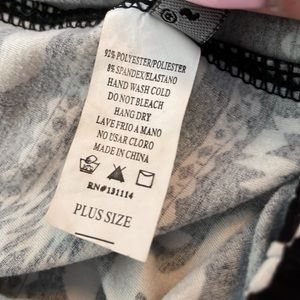 92% POLYESTER/POLIESTER
8% SPANDEX/ELASTANO
HAND WASH COLD
DO NOT BLEACH
HANG DRY
LAVE FRIO A MANO
NO USAR CLORO
MADE IN CHINA
RN#131114
PLUS SIZE